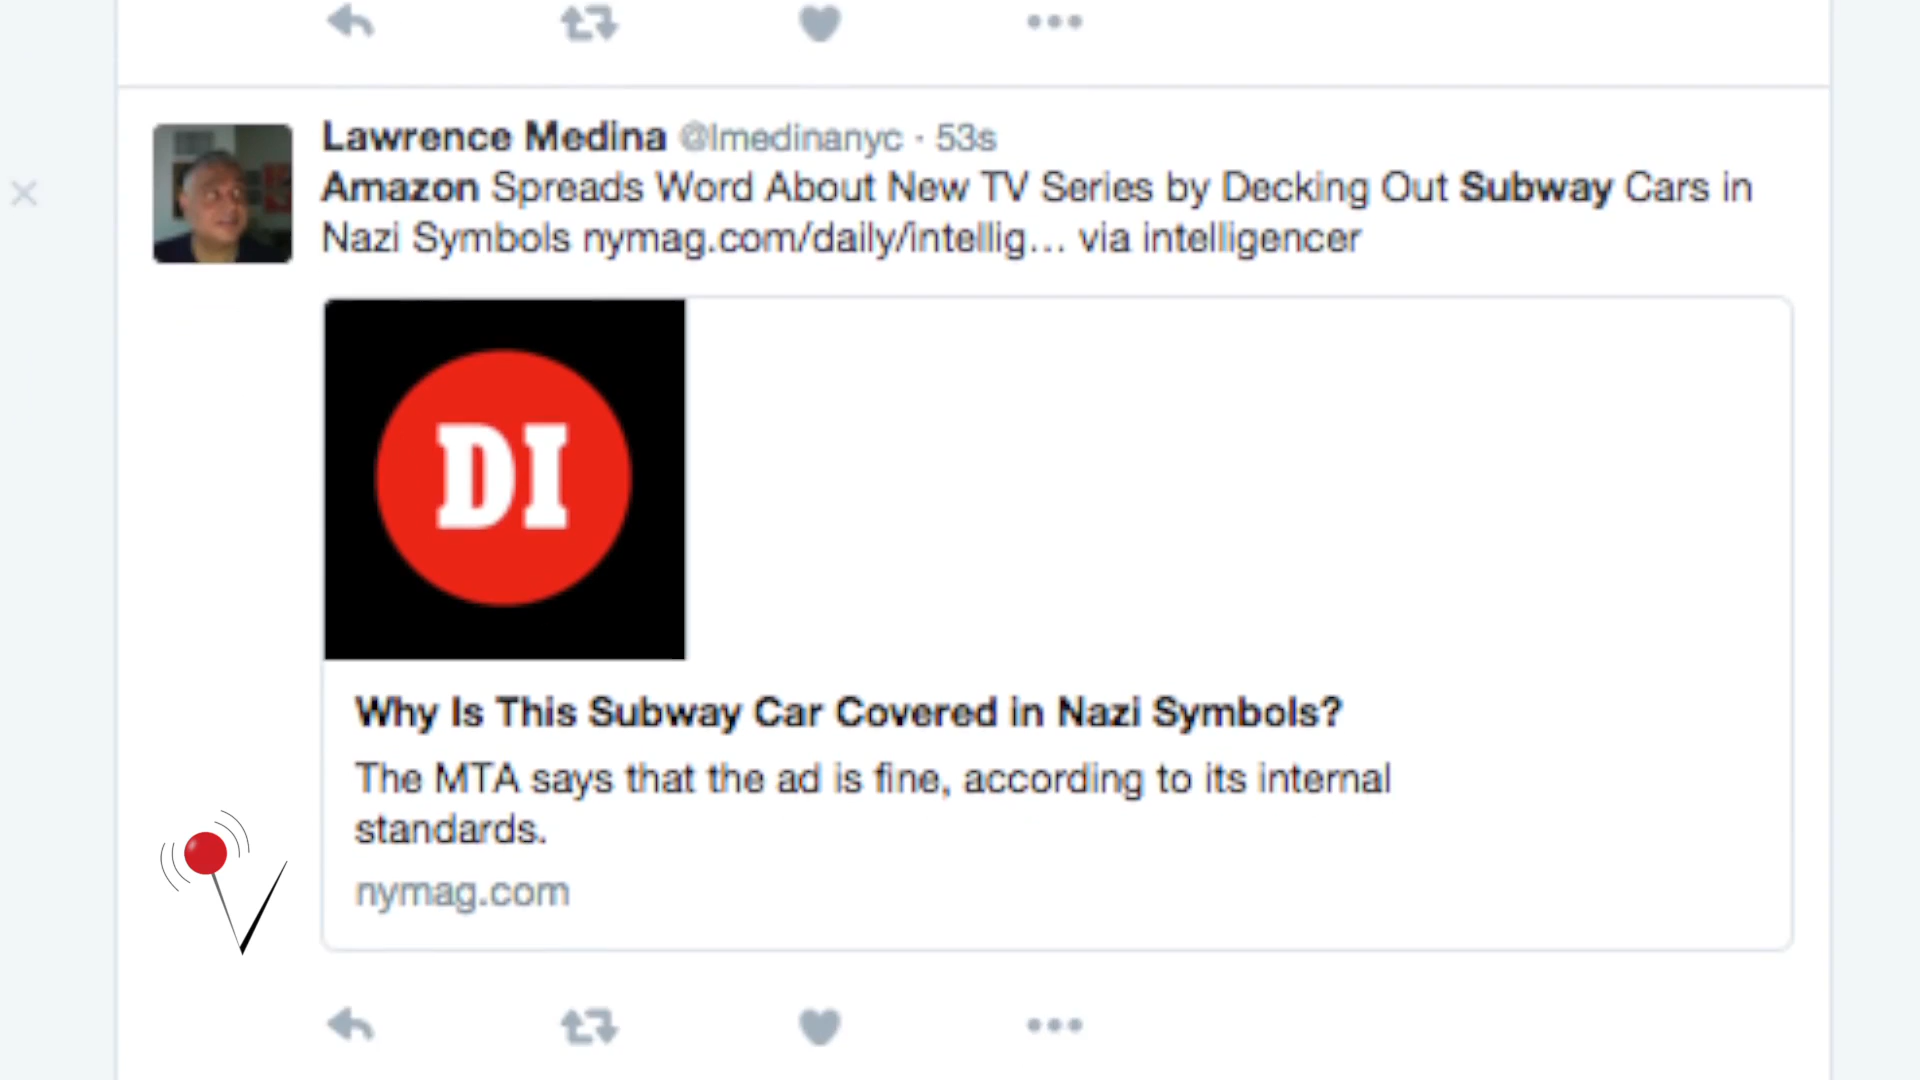 Lawrence Medina @lmedinanyc · 53s
Amazon Spreads Word About New TV Series by Decking Out Subway Cars in
Nazi Symbols nymag.com/daily/intellig... via intelligencer
DI
Why Is This Subway Car Covered in Nazi Symbols?
The MTA says that the ad is fine, according to its internal
standards.
nymag.com